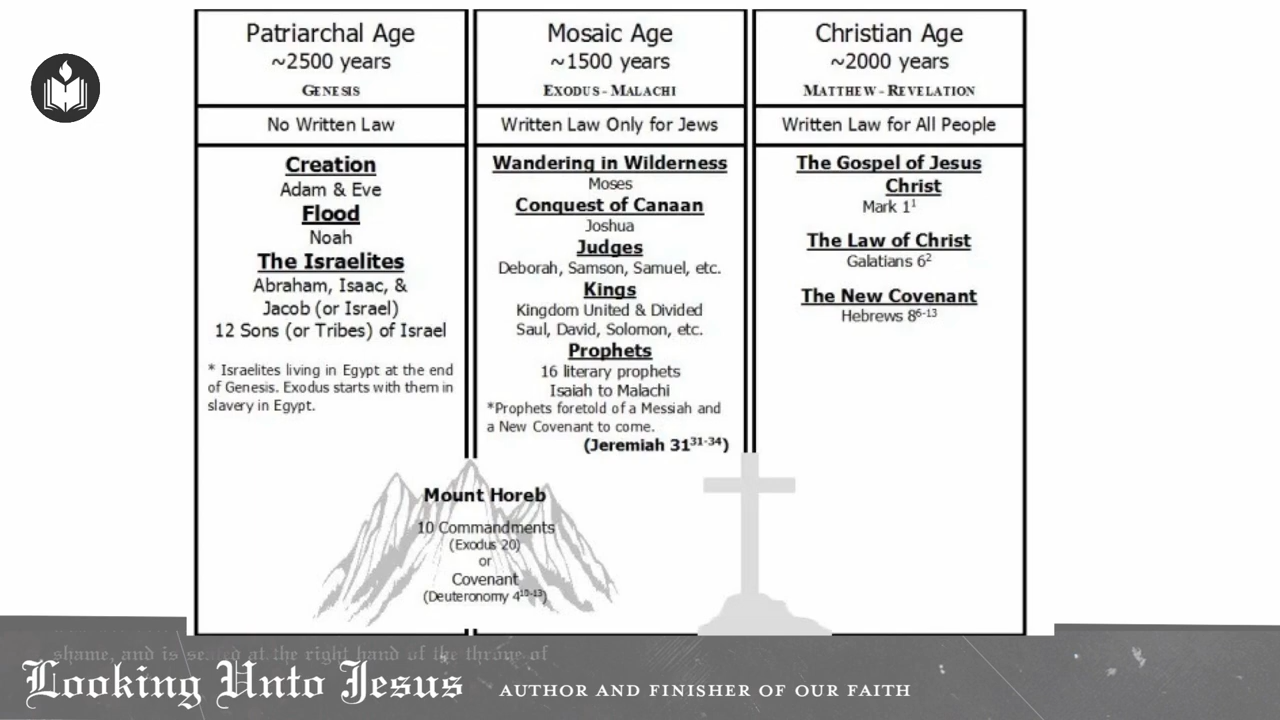 Patriarchal Age
~2500 years
GENESIS
No Written Law
Creation
Adam & Eve
Flood
Noah
The Israelites
Abraham, Isaac, &
Jacob (or Israel)
12 Sons (or Tribes) of Israel
* Israelites living in Egypt at the end
of Genesis. Exodus starts with them in
slavery in Egypt.
Mosaic Age
~1500 years
EXODUS - MALACHI
Written Law Only for Jews
Wandering in Wilderness
Moses
Conquest of Canaan
Joshua
Judges
Deborah, Samson, Samuel, etc.
Kings
Kingdom United & Divided
Saul, David, Solomon, etc.
Prophets
16 literary prophets
Isaiah to Malachi
*Prophets foretold of a Messiah and
a New Covenant to come.
(Jeremiah 31³¹⁻³⁴)
Christian Age
~2000 years
MATTHEW - REVELATION
Written Law for All People
The Gospel of Jesus
Christ
Mark 1¹
The Law of Christ
Galatians 6²
The New Covenant
Hebrews 8⁶⁻¹³
Mount Horeb
10 Commandments
(Exodus 20)
or
Covenant
(Deuteronomy 4¹⁰⁻¹³)
shame, and is seated at the right hand of the throne of
Looking Unto Jesus
AUTHOR AND FINISHER OF OUR FAITH